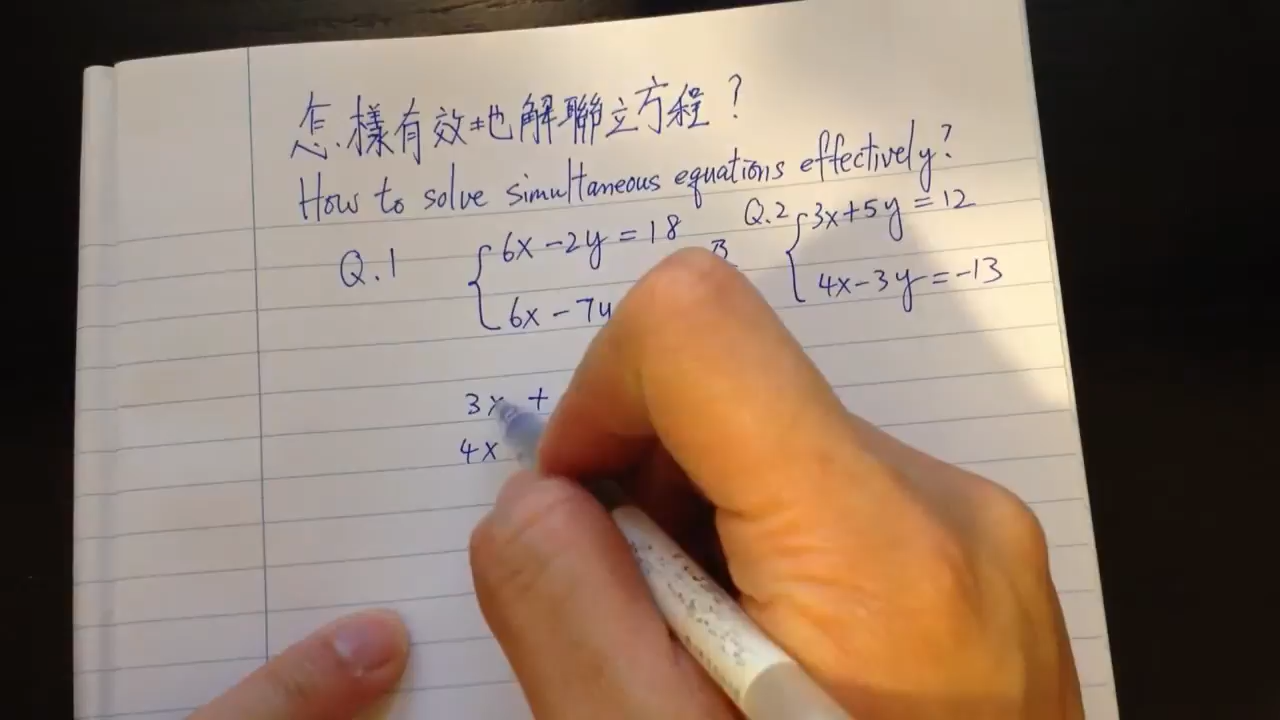 怎樣有效地解聯立方程？
How to solve simultaneous equations effectively?
Q.1
6x - 2y = 18
6x - 7y
Q.2
3x + 5y = 12
4x - 3y = -13
3x +
4x